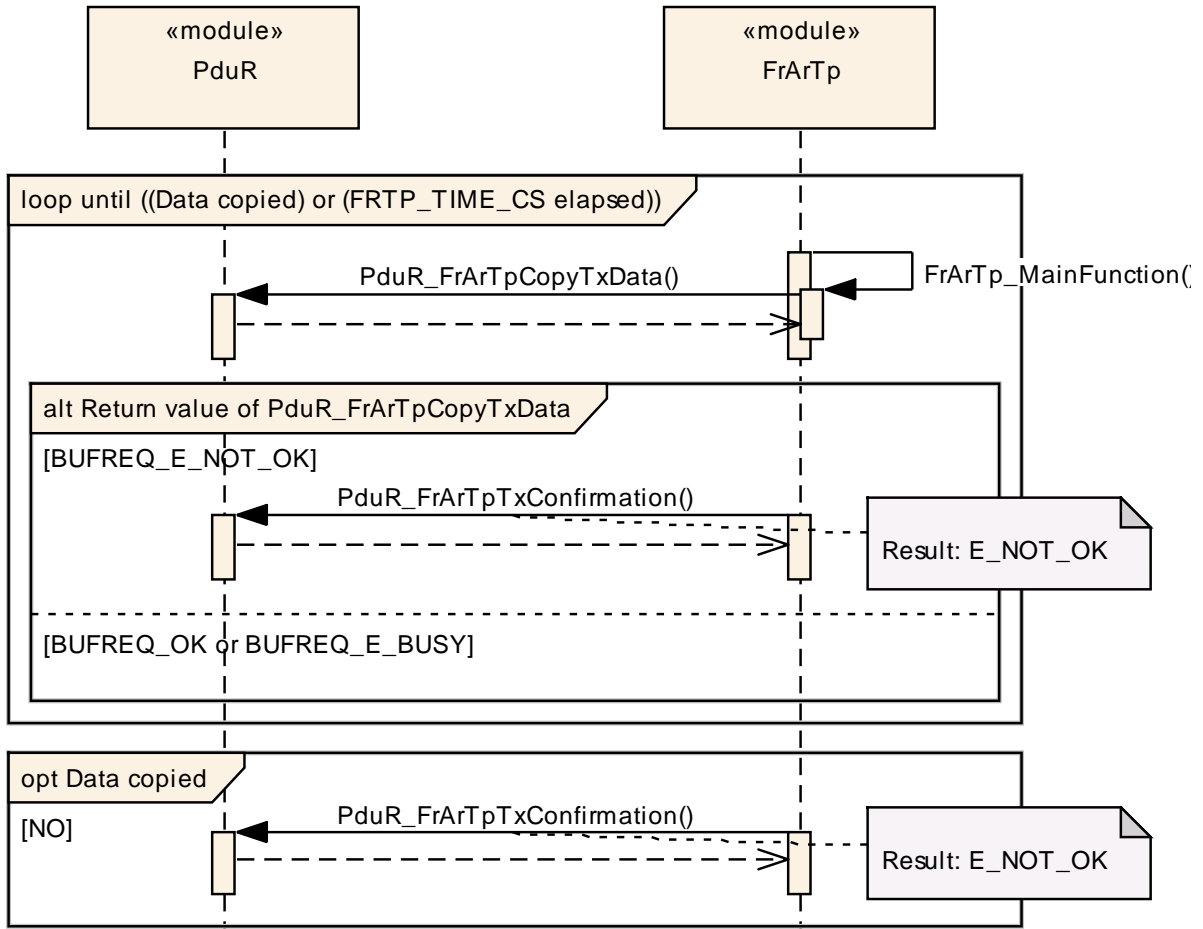 «module»
PduR
«module»
FrArTp
loop until ((Data copied) or (FRTP_TIME_CS elapsed))
FrArTp_MainFunction()
PduR_FrArTpCopyTxData()
alt Return value of PduR_FrArTpCopyTxData
[BUFREQ_E_NOT_OK]
PduR_FrArTpTxConfirmation()
Result: E_NOT_OK
[BUFREQ_OK or BUFREQ_E_BUSY]
opt Data copied
[NO]
PduR_FrArTpTxConfirmation()
Result: E_NOT_OK